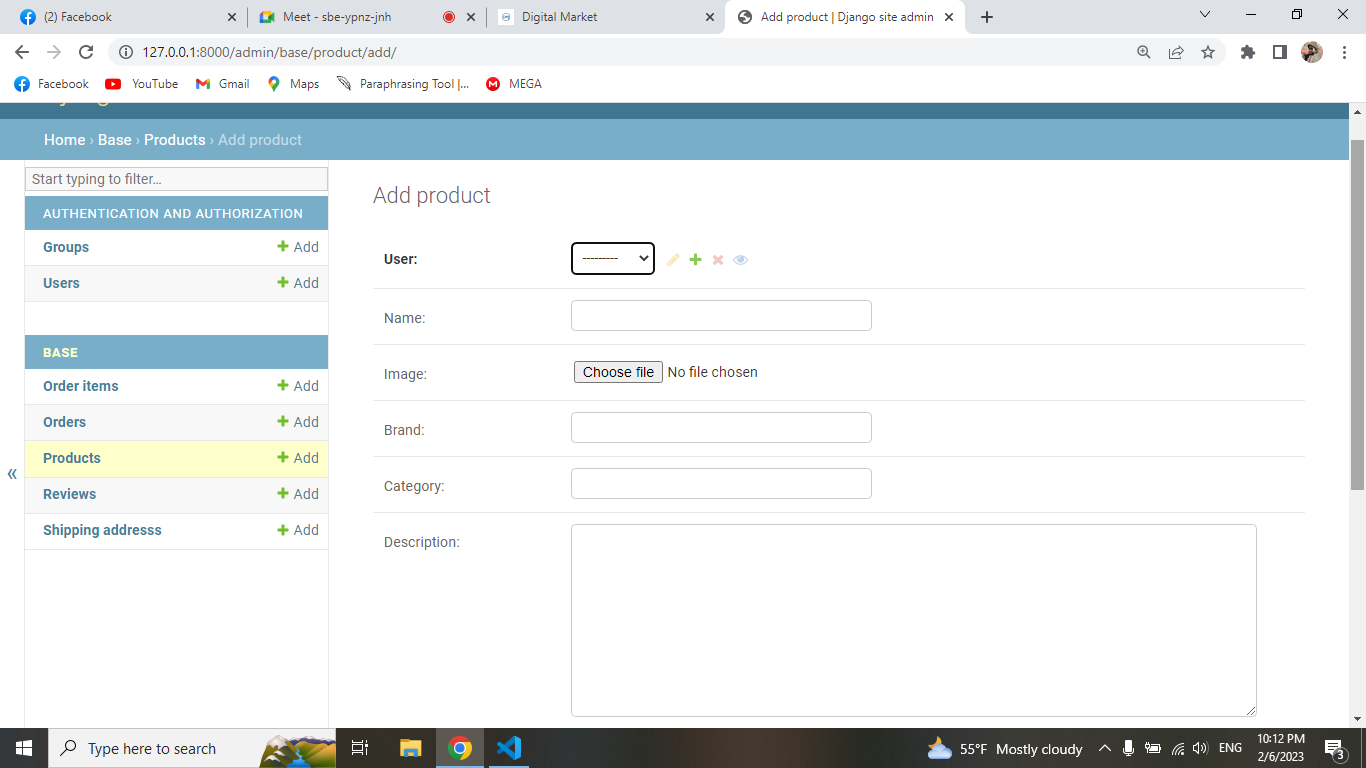 (2) Facebook
Meet - sbe-ypnz-jnh
Digital Market
Add product | Django site admin
127.0.0.1:8000/admin/base/product/add/
Facebook
YouTube
Gmail
Maps
Paraphrasing Tool |...
MEGA
Home › Base › Products › Add product
Start typing to filter...
AUTHENTICATION AND AUTHORIZATION
Groups
Add
Users
Add
BASE
Order items
Add
Orders
Add
Products
Add
Reviews
Add
Shipping addresss
Add
«
Add product
User:
---------
Name:
Image:
Choose file No file chosen
Brand:
Category:
Description:
Type here to search
55°F Mostly cloudy
ENG
10:12 PM
2/6/2023
3